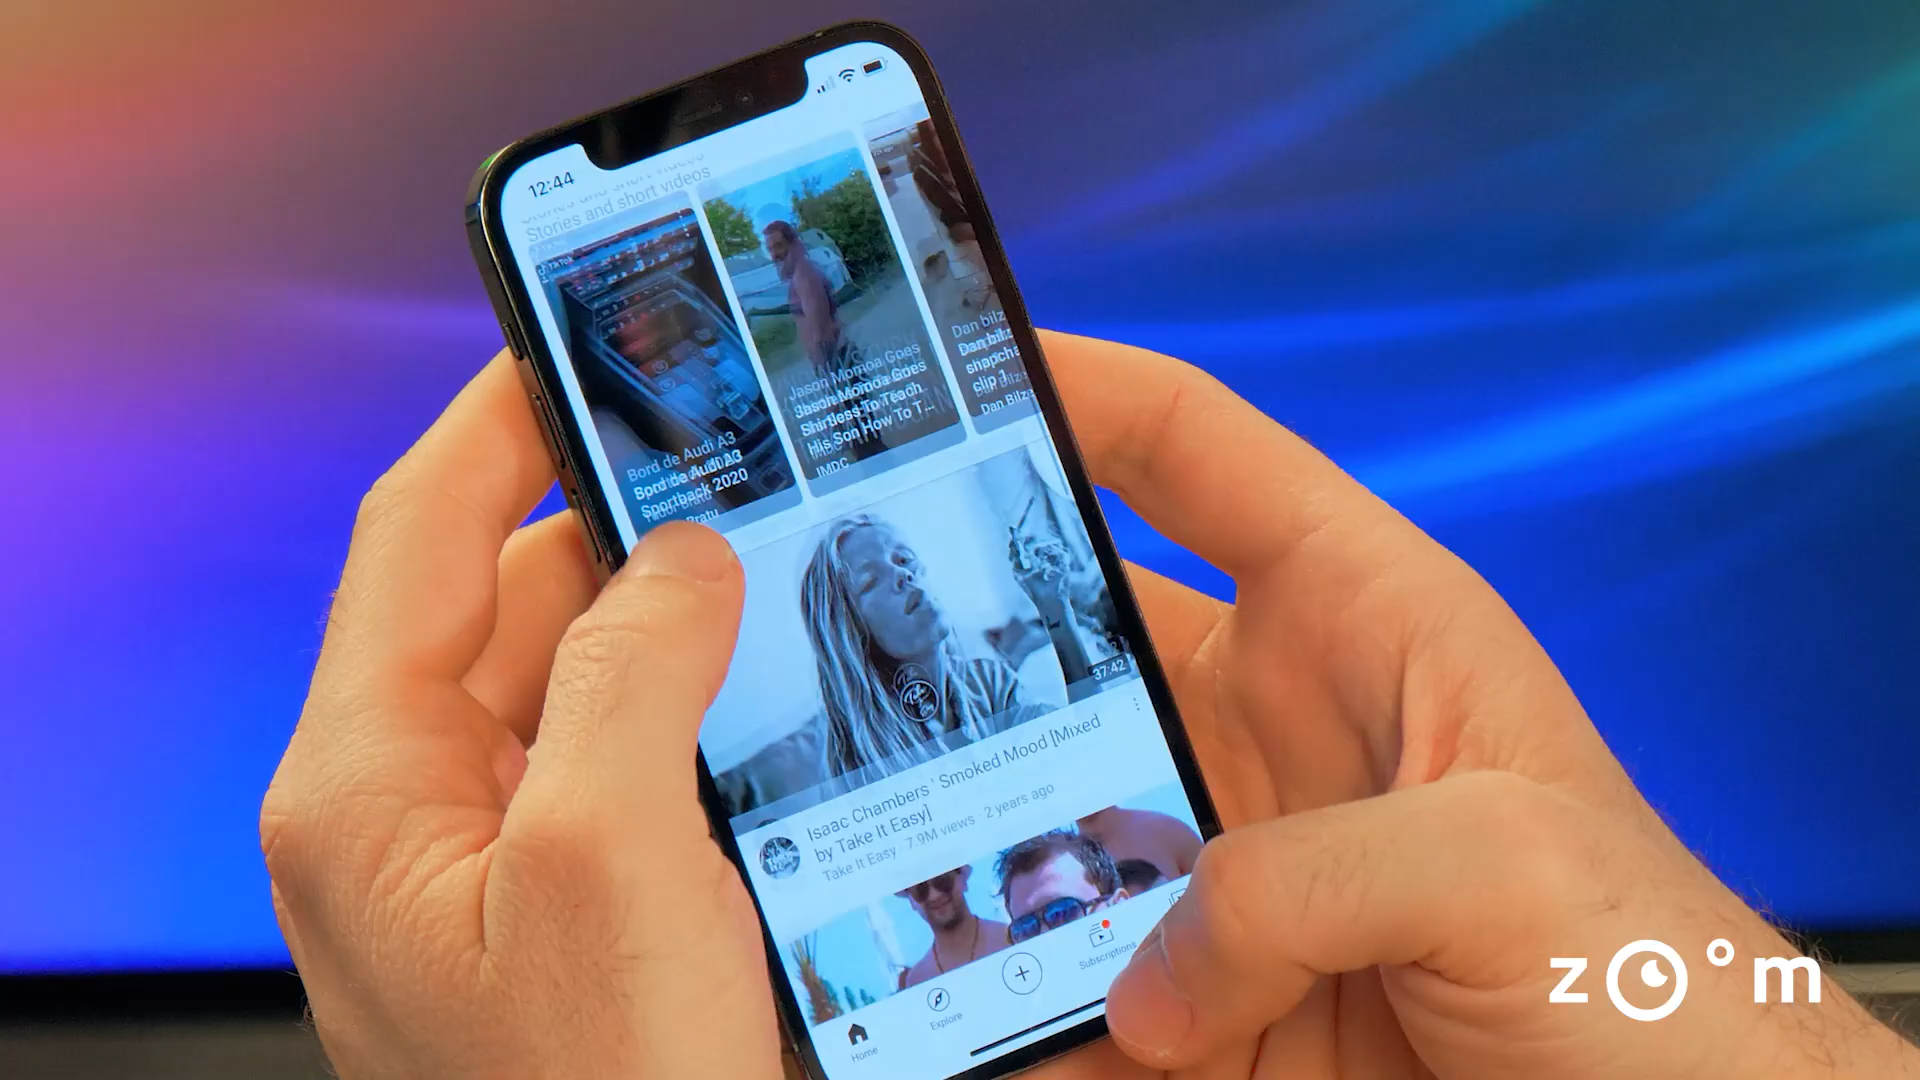 12:44
Stories and short videos
TikTok
Bord de Audi A3
Sportback 2020
Bratu
Jason Momoa Goes
Shirtless To Teach
His Son How To T...
IMDC
Dan bilz
snapcha
clip 1
Dan Bilz
37:42
Isaac Chambers ' Smoked Mood [Mixed
by Take It Easy]
Take It Easy · 7.9M views · 2 years ago
Home
Explore
Subscriptions
zoom